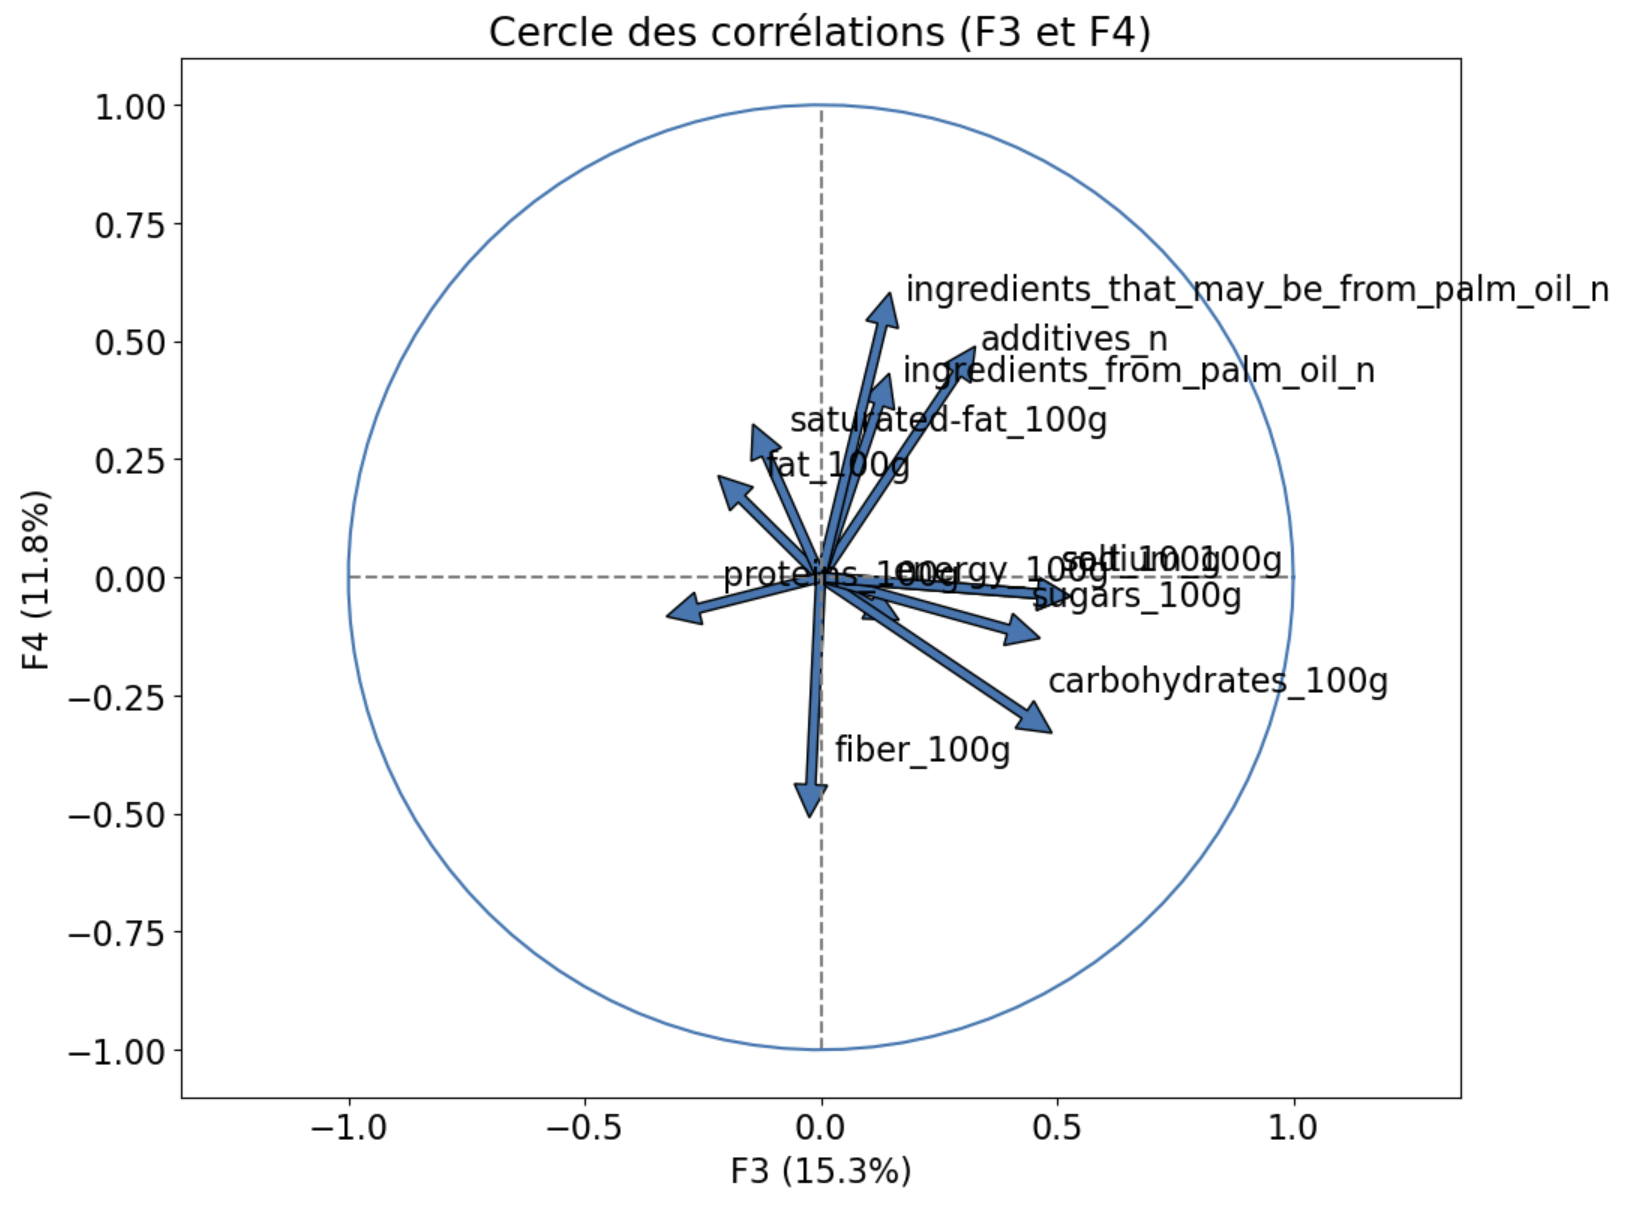 Cercle des corrélations (F3 et F4)
1.00
0.75
0.50
0.25
0.00
−0.25
−0.50
−0.75
−1.00
F4 (11.8%)
ingredients_that_may_be_from_palm_oil_n
additives_n
ingredients_from_palm_oil_n
saturated-fat_100g
fat_100g
salt_100g
sodium_100g
energy_100g
proteins_100g
sugars_100g
carbohydrates_100g
fiber_100g
−1.0 −0.5 0.0 0.5 1.0
F3 (15.3%)